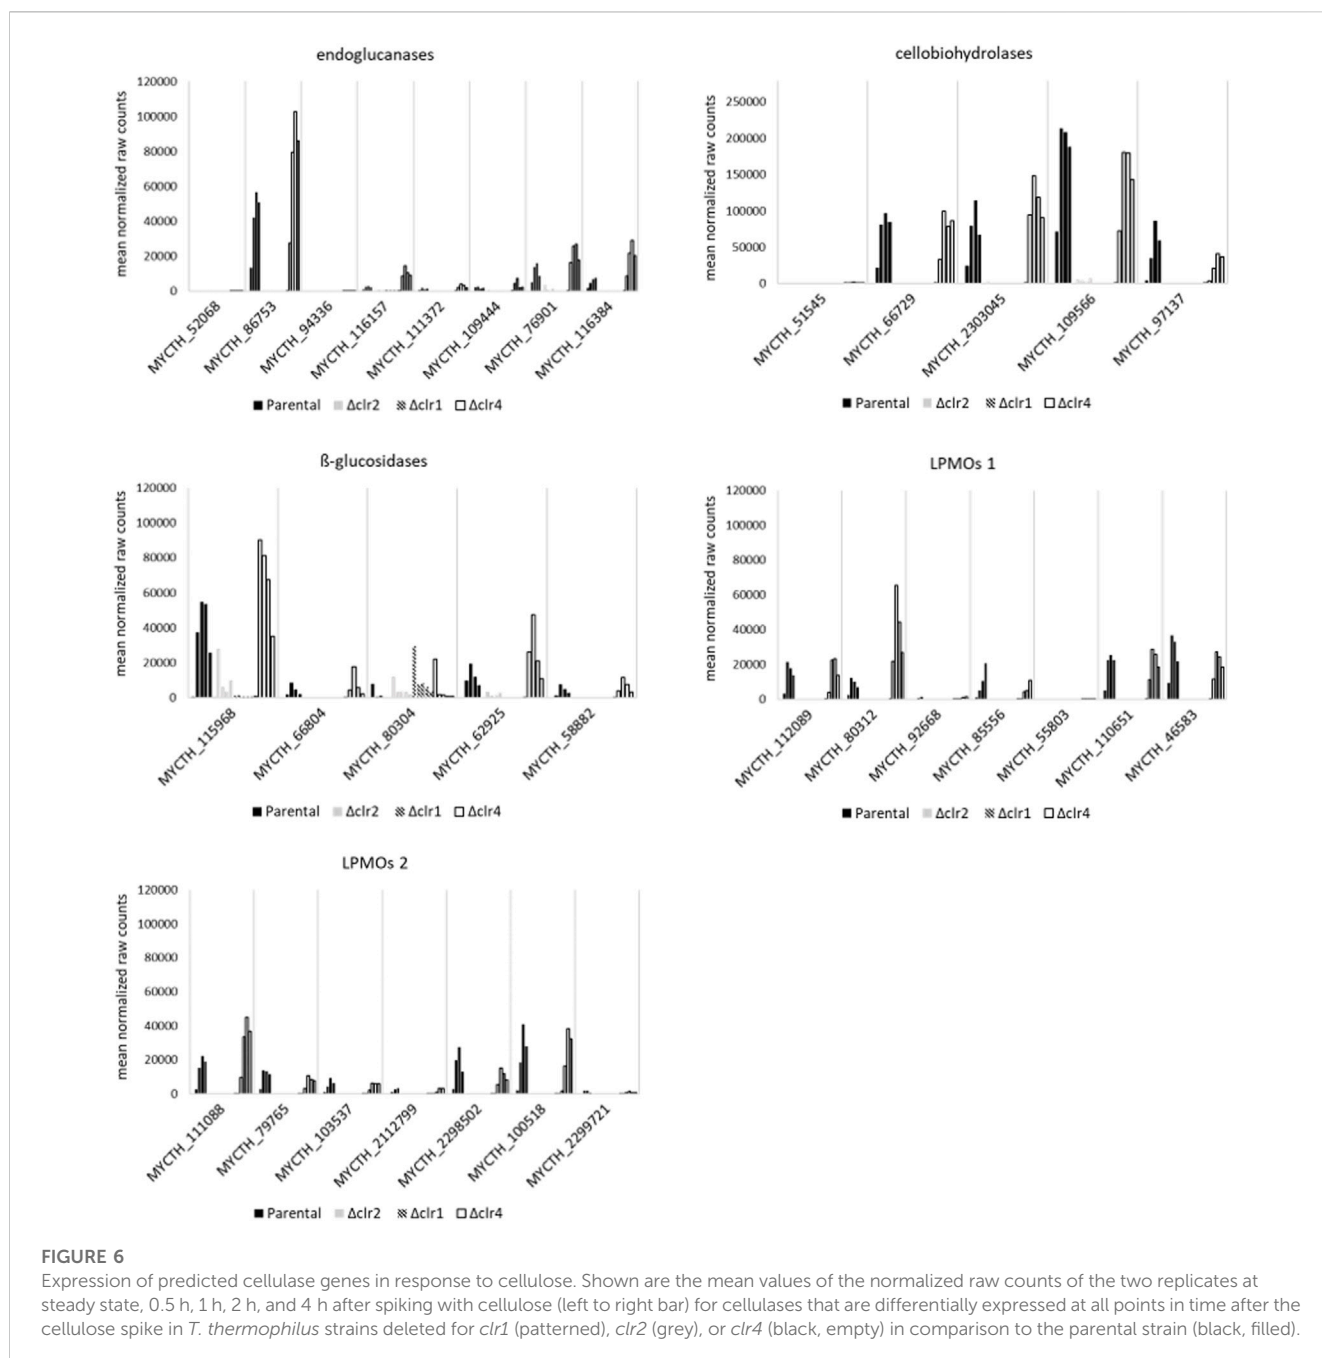 endoglucanases
mean normalized raw counts
120000
100000
80000
60000
40000
20000
0
MYCTH_52068
MYCTH_86753
MYCTH_94336
MYCTH_116157
MYCTH_111372
MYCTH_109444
MYCTH_76901
MYCTH_116384
Parental Δclr2 Δclr1 Δclr4
cellobiohydrolases
mean normalized raw counts
250000
200000
150000
100000
50000
0
MYCTH_51545
MYCTH_66729
MYCTH_2303045
MYCTH_109566
MYCTH_97137
Parental Δclr2 Δclr1 Δclr4
ß-glucosidases
mean normalized raw counts
120000
100000
80000
60000
40000
20000
0
MYCTH_115968
MYCTH_66804
MYCTH_80304
MYCTH_62925
MYCTH_58882
Parental Δclr2 Δclr1 Δclr4
LPMOs 1
mean normalized raw counts
120000
100000
80000
60000
40000
20000
0
MYCTH_112089
MYCTH_80312
MYCTH_92668
MYCTH_85556
MYCTH_55803
MYCTH_110651
MYCTH_46583
Parental Δclr2 Δclr1 Δclr4
LPMOs 2
mean normalized raw counts
120000
100000
80000
60000
40000
20000
0
MYCTH_111088
MYCTH_79765
MYCTH_103537
MYCTH_2112799
MYCTH_2298502
MYCTH_100518
MYCTH_2299721
Parental Δclr2 Δclr1 Δclr4
FIGURE 6
Expression of predicted cellulase genes in response to cellulose. Shown are the mean values of the normalized raw counts of the two replicates at
steady state, 0.5 h, 1 h, 2 h, and 4 h after spiking with cellulose (left to right bar) for cellulases that are differentially expressed at all points in time after the
cellulose spike in T. thermophilus strains deleted for clr1 (patterned), clr2 (grey), or clr4 (black, empty) in comparison to the parental strain (black, filled).